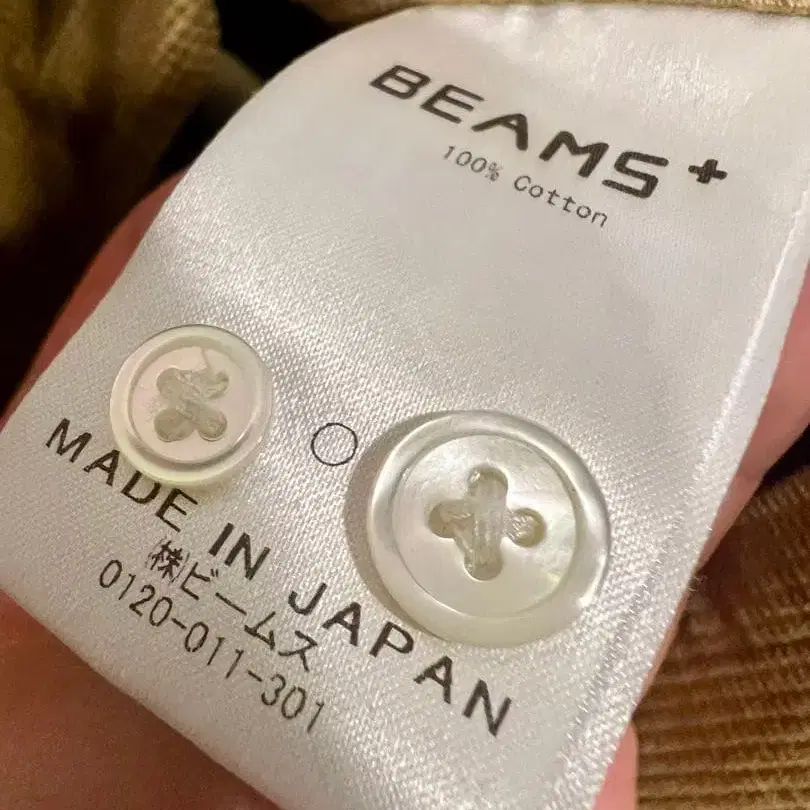 BEAMS+
100% Cotton
MADE IN JAPAN
㈱ビームス
0120-011-301